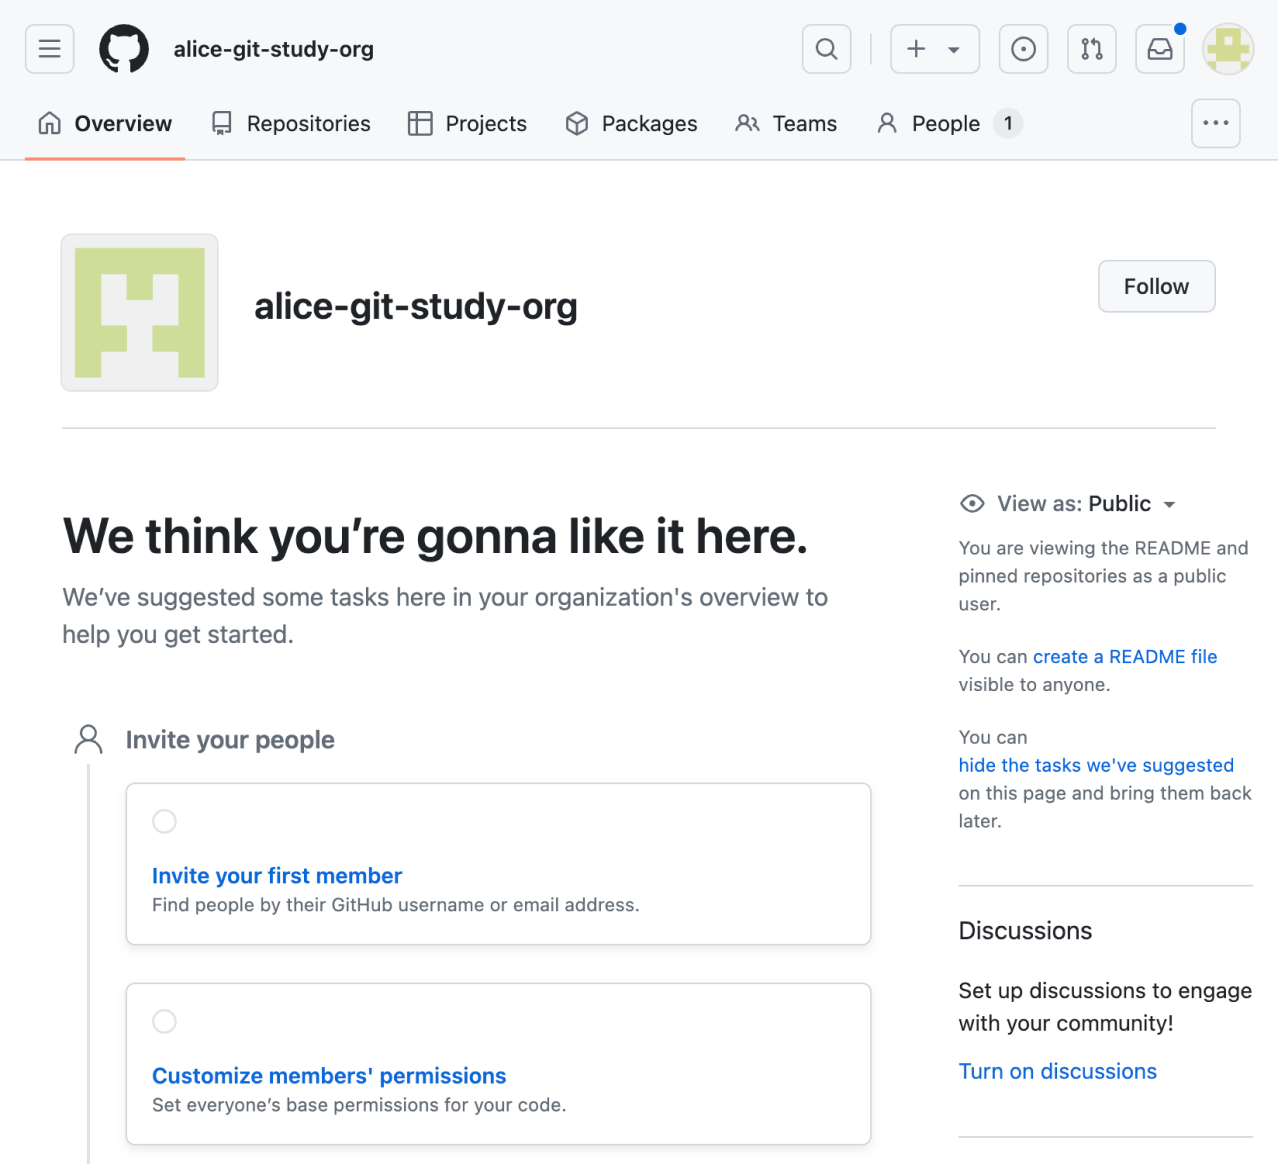 alice-git-study-org
Overview Repositories Projects Packages Teams People 1
alice-git-study-org
Follow
We think you’re gonna like it here.
We’ve suggested some tasks here in your organization's overview to
help you get started.
Invite your people
Invite your first member
Find people by their GitHub username or email address.
Customize members' permissions
Set everyone’s base permissions for your code.
View as: Public
You are viewing the README and
pinned repositories as a public
user.
You can create a README file
visible to anyone.
You can
hide the tasks we've suggested
on this page and bring them back
later.
Discussions
Set up discussions to engage
with your community!
Turn on discussions